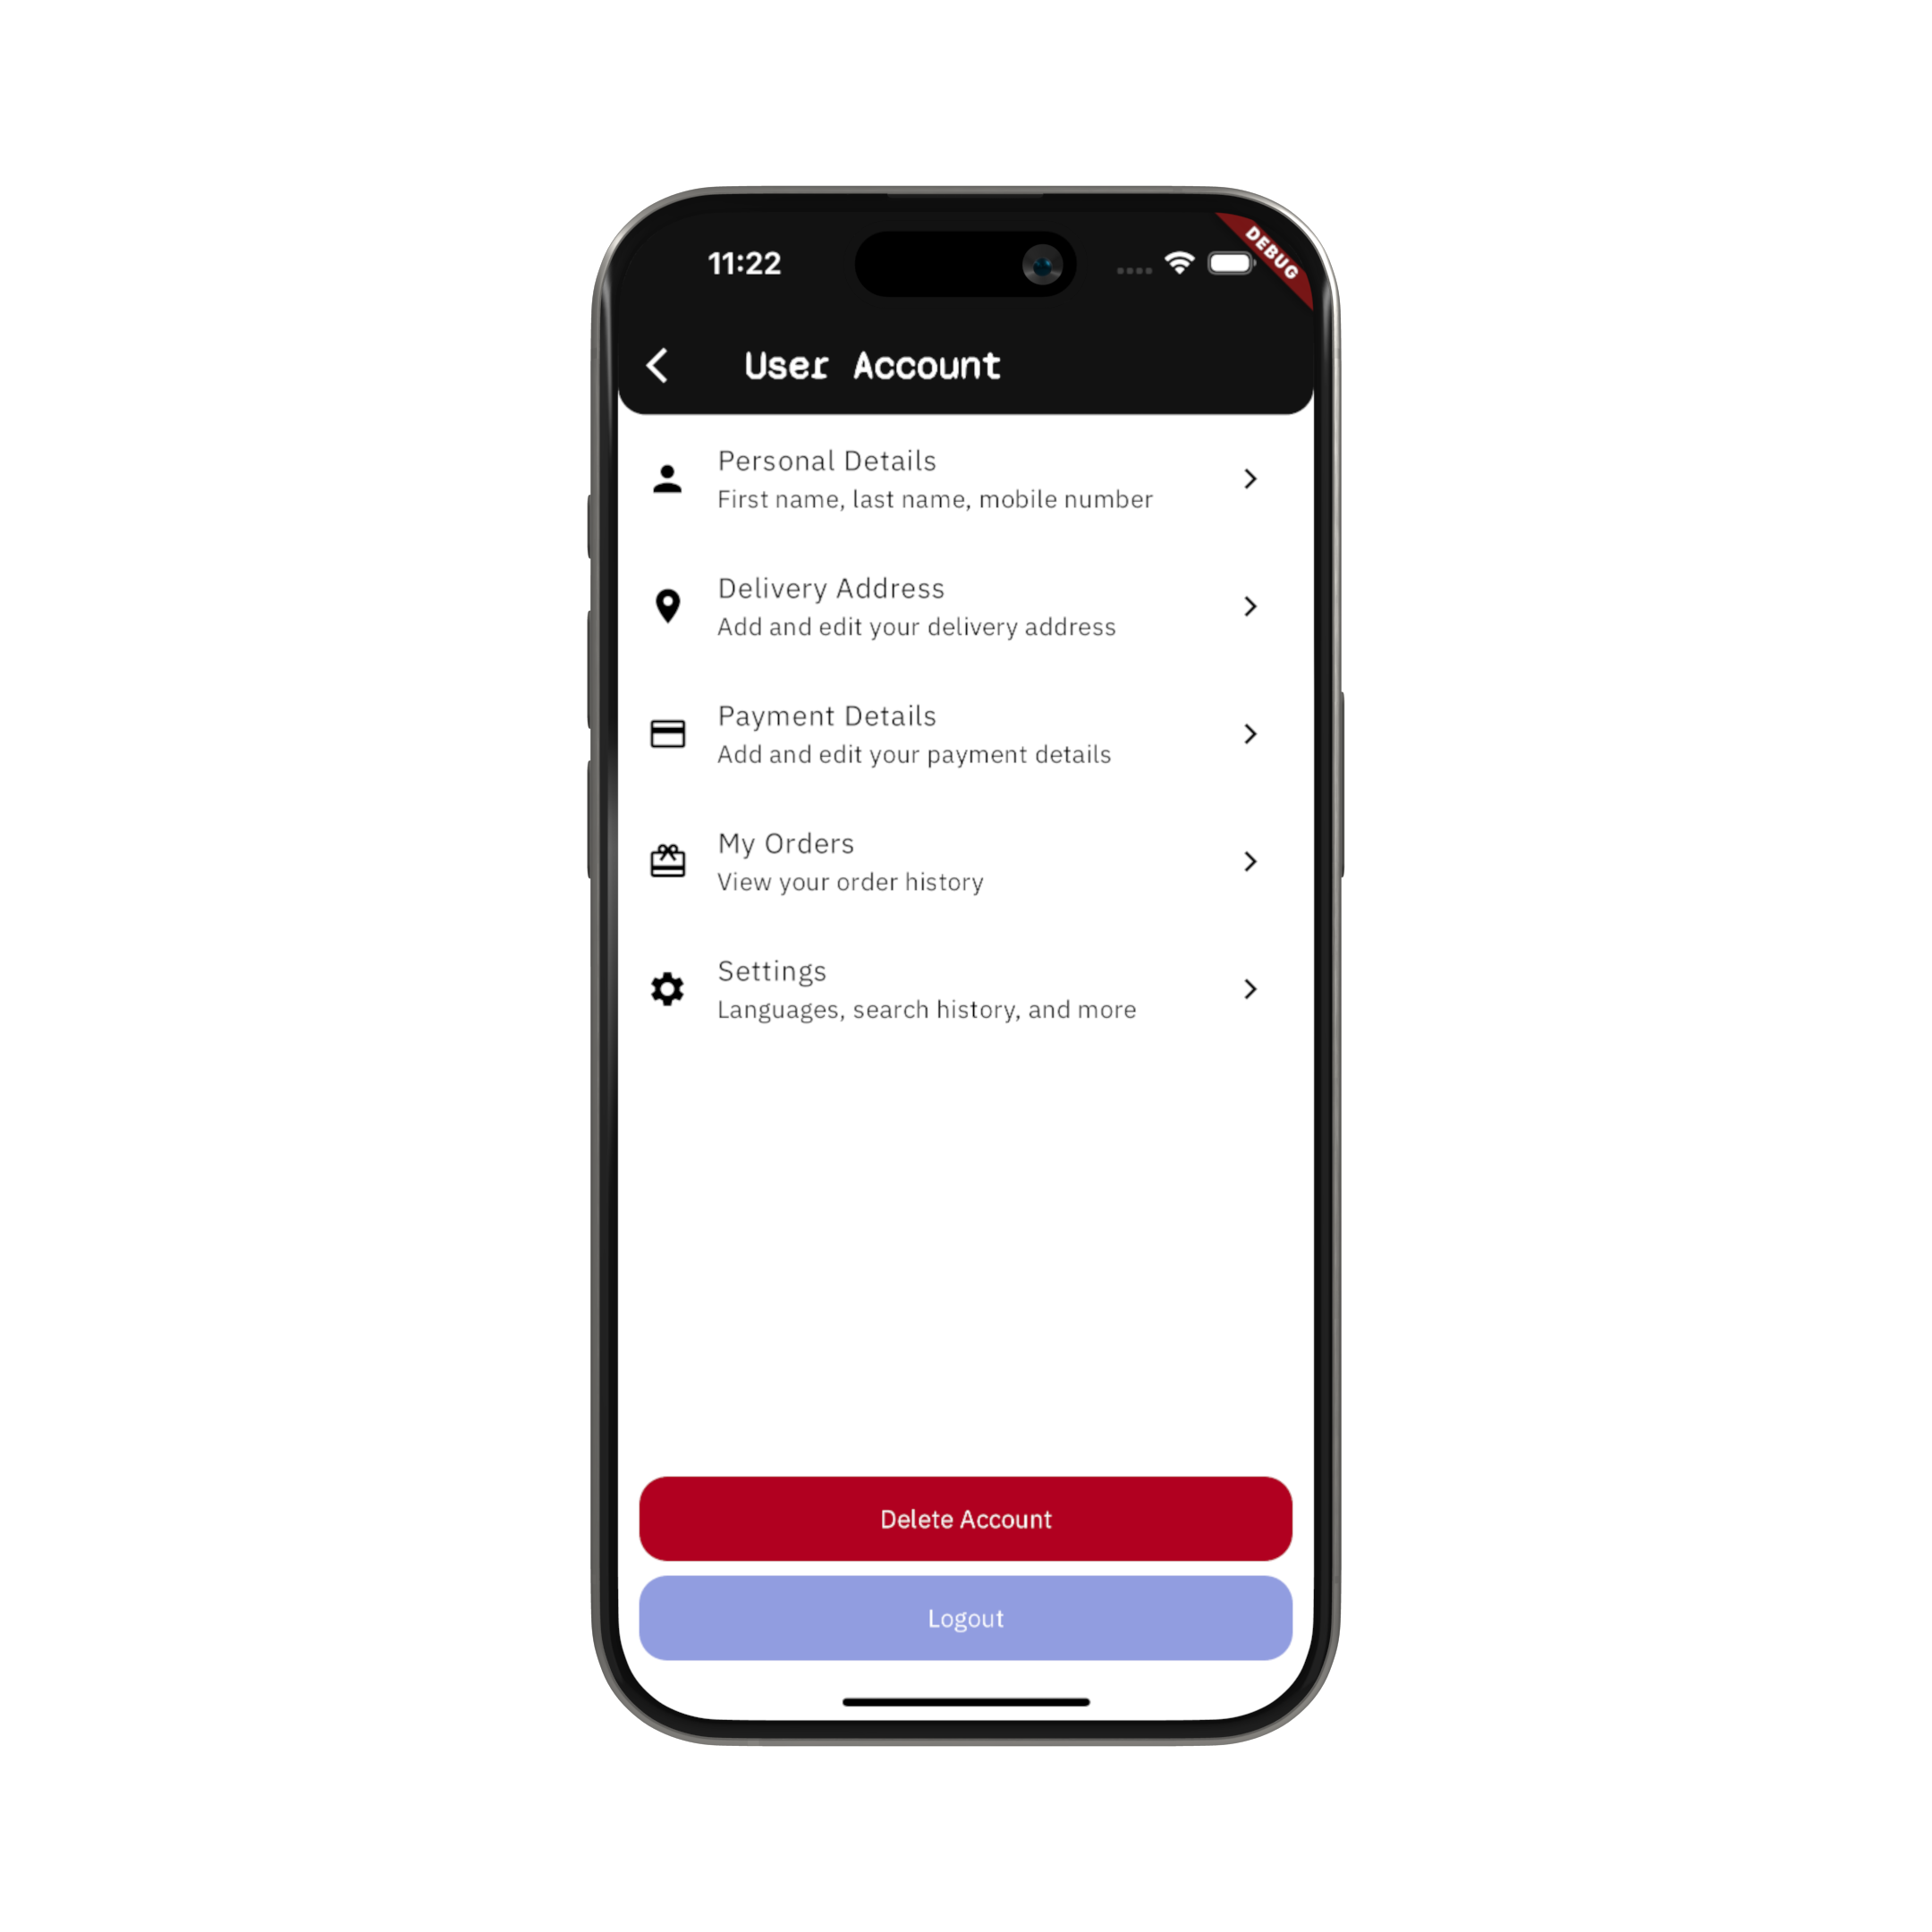 11:22
DEBUG
User Account
Personal Details
First name, last name, mobile number
Delivery Address
Add and edit your delivery address
Payment Details
Add and edit your payment details
My Orders
View your order history
Settings
Languages, search history, and more
Delete Account
Logout